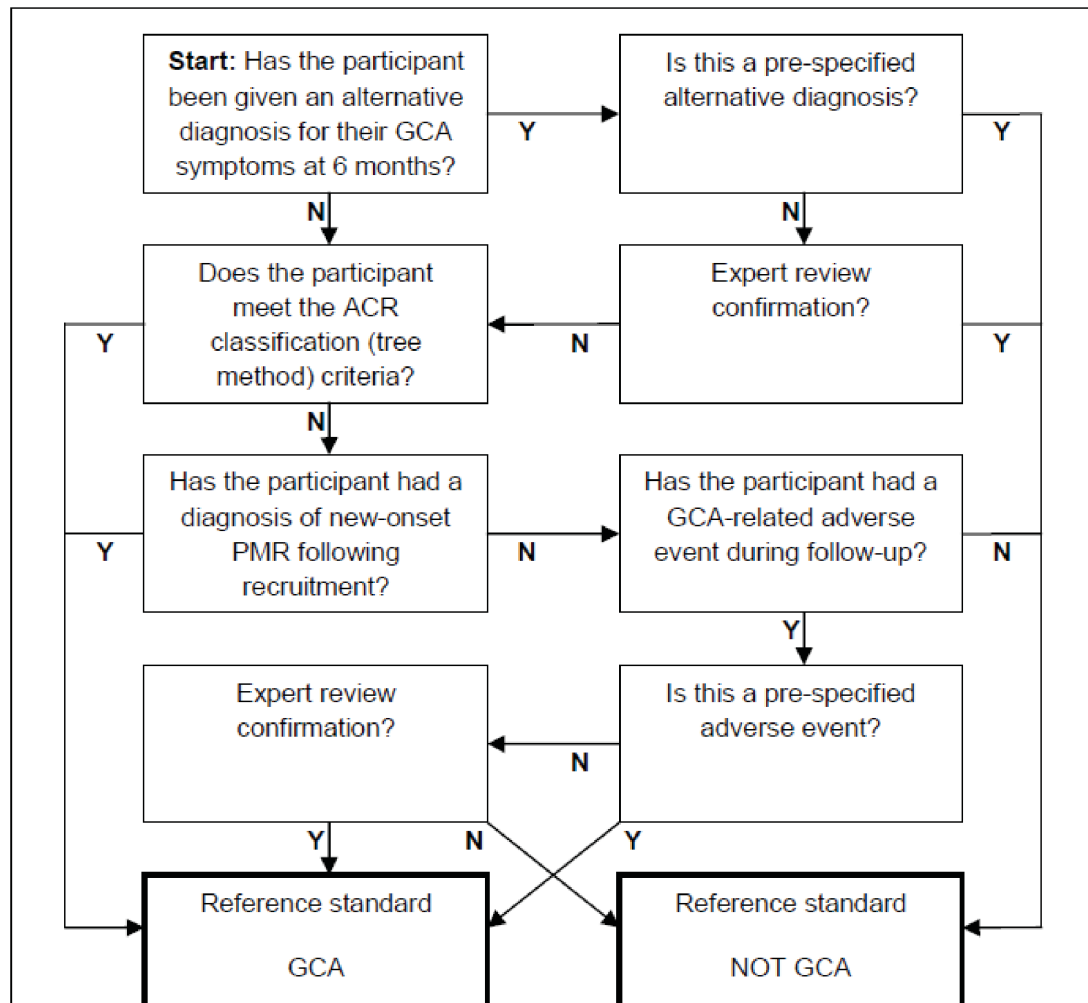 Start: Has the participant
been given an alternative
diagnosis for their GCA
symptoms at 6 months?
Y
Is this a pre-specified
alternative diagnosis?
Y
N
N
Does the participant
meet the ACR
classification (tree
method) criteria?
Y
N
Expert review
confirmation?
Y
N
Has the participant had a
diagnosis of new-onset
PMR following
recruitment?
Y
N
Has the participant had a
GCA-related adverse
event during follow-up?
N
Y
Expert review
confirmation?
N
Is this a pre-specified
adverse event?
Y
N
Y
Reference standard
GCA
Reference standard
NOT GCA